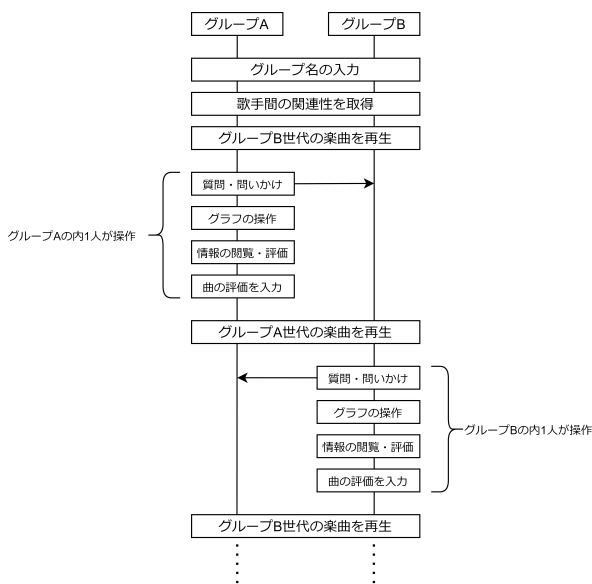 グループA
グループB
グループ名の入力
歌手間の関連性を取得
グループB世代の楽曲を再生
質問・問いかけ
グラフの操作
グループAの内1人が操作
情報の閲覧・評価
曲の評価を入力
グループA世代の楽曲を再生
質問・問いかけ
グラフの操作
グループBの内1人が操作
情報の閲覧・評価
曲の評価を入力
グループB世代の楽曲を再生